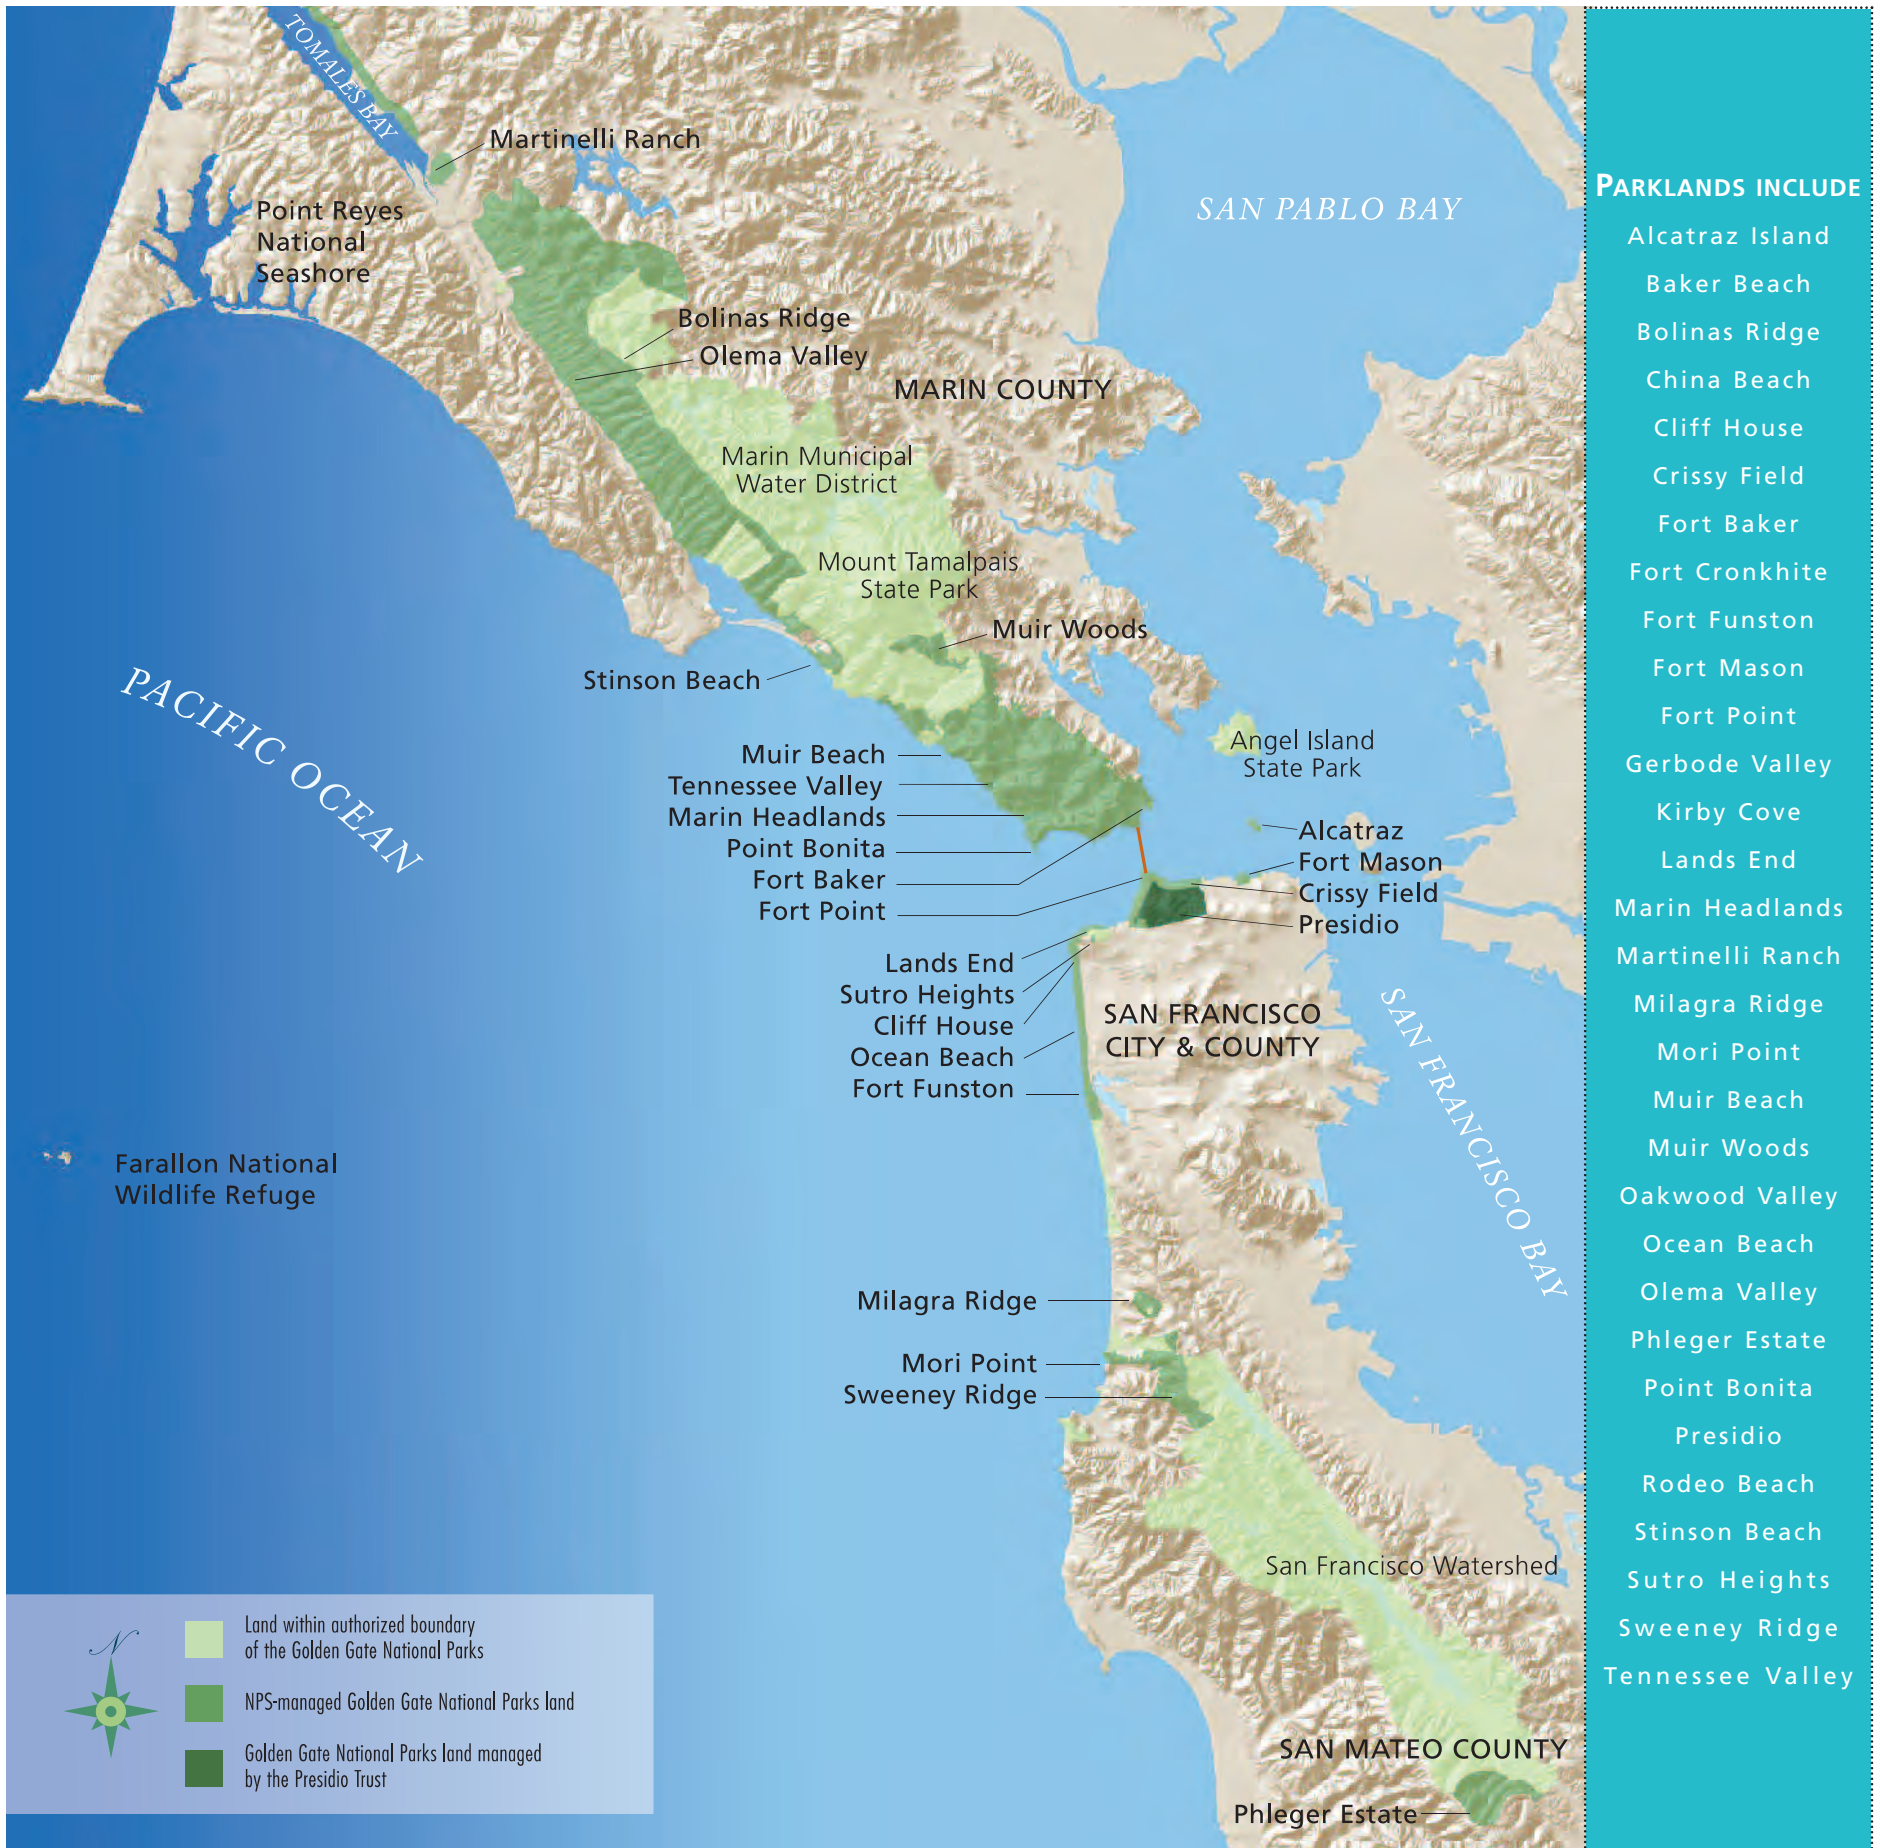 TOMALES BAY
Martinelli Ranch
Point Reyes
National
Seashore
SAN PABLO BAY
Bolinas Ridge
Olema Valley
MARIN COUNTY
Marin Municipal
Water District
Mount Tamalpais
State Park
Muir Woods
Stinson Beach
PACIFIC OCEAN
Angel Island
State Park
Muir Beach
Tennessee Valley
Marin Headlands
Point Bonita
Fort Baker
Fort Point
Alcatraz
Fort Mason
Crissy Field
Presidio
Lands End
Sutro Heights
Cliff House
Ocean Beach
Fort Funston
SAN FRANCISCO
CITY & COUNTY
SAN FRANCISCO BAY
Farallon National
Wildlife Refuge
Milagra Ridge
Mori Point
Sweeney Ridge
San Francisco Watershed
SAN MATEO COUNTY
Phleger Estate
N
Land within authorized boundary
of the Golden Gate National Parks
NPS-managed Golden Gate National Parks land
Golden Gate National Parks land managed
by the Presidio Trust
PARKLANDS INCLUDE
Alcatraz Island
Baker Beach
Bolinas Ridge
China Beach
Cliff House
Crissy Field
Fort Baker
Fort Cronkhite
Fort Funston
Fort Mason
Fort Point
Gerbode Valley
Kirby Cove
Lands End
Marin Headlands
Martinelli Ranch
Milagra Ridge
Mori Point
Muir Beach
Muir Woods
Oakwood Valley
Ocean Beach
Olema Valley
Phleger Estate
Point Bonita
Presidio
Rodeo Beach
Stinson Beach
Sutro Heights
Sweeney Ridge
Tennessee Valley